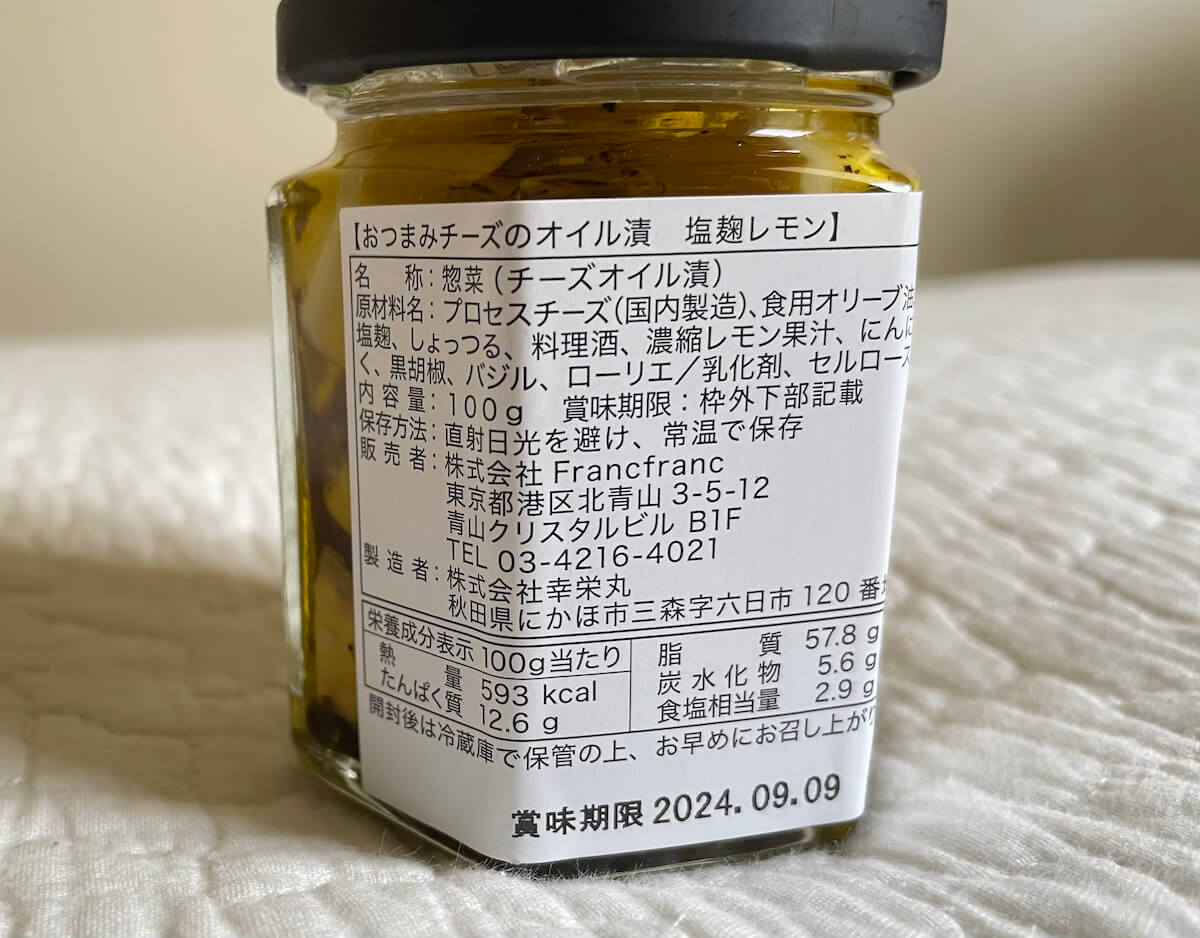 【おつまみチーズのオイル漬　塩麹レモン】
名　称：惣菜(チーズオイル漬)
原材料名：プロセスチーズ(国内製造)、食用オリーブ油
塩麹、しょっつる、料理酒、濃縮レモン果汁、にんに
く、黒胡椒、バジル、ローリエ／乳化剤、セルロース
内容量：100g　賞味期限：枠外下部記載
保存方法：直射日光を避け、常温で保存
販売者：株式会社 Francfranc
東京都港区北青山 3-5-12
青山クリスタルビル B1F
TEL 03-4216-4021
製造者：株式会社幸栄丸
秋田県にかほ市三森字六日市 120 番地
栄養成分表示 100g当たり
熱量 593 kcal
たんぱく質 12.6 g
脂質 57.8 g
炭水化物 5.6 g
食塩相当量 2.9 g
開封後は冷蔵庫で保管の上、お早めにお召し上がり
賞味期限 2024.09.09